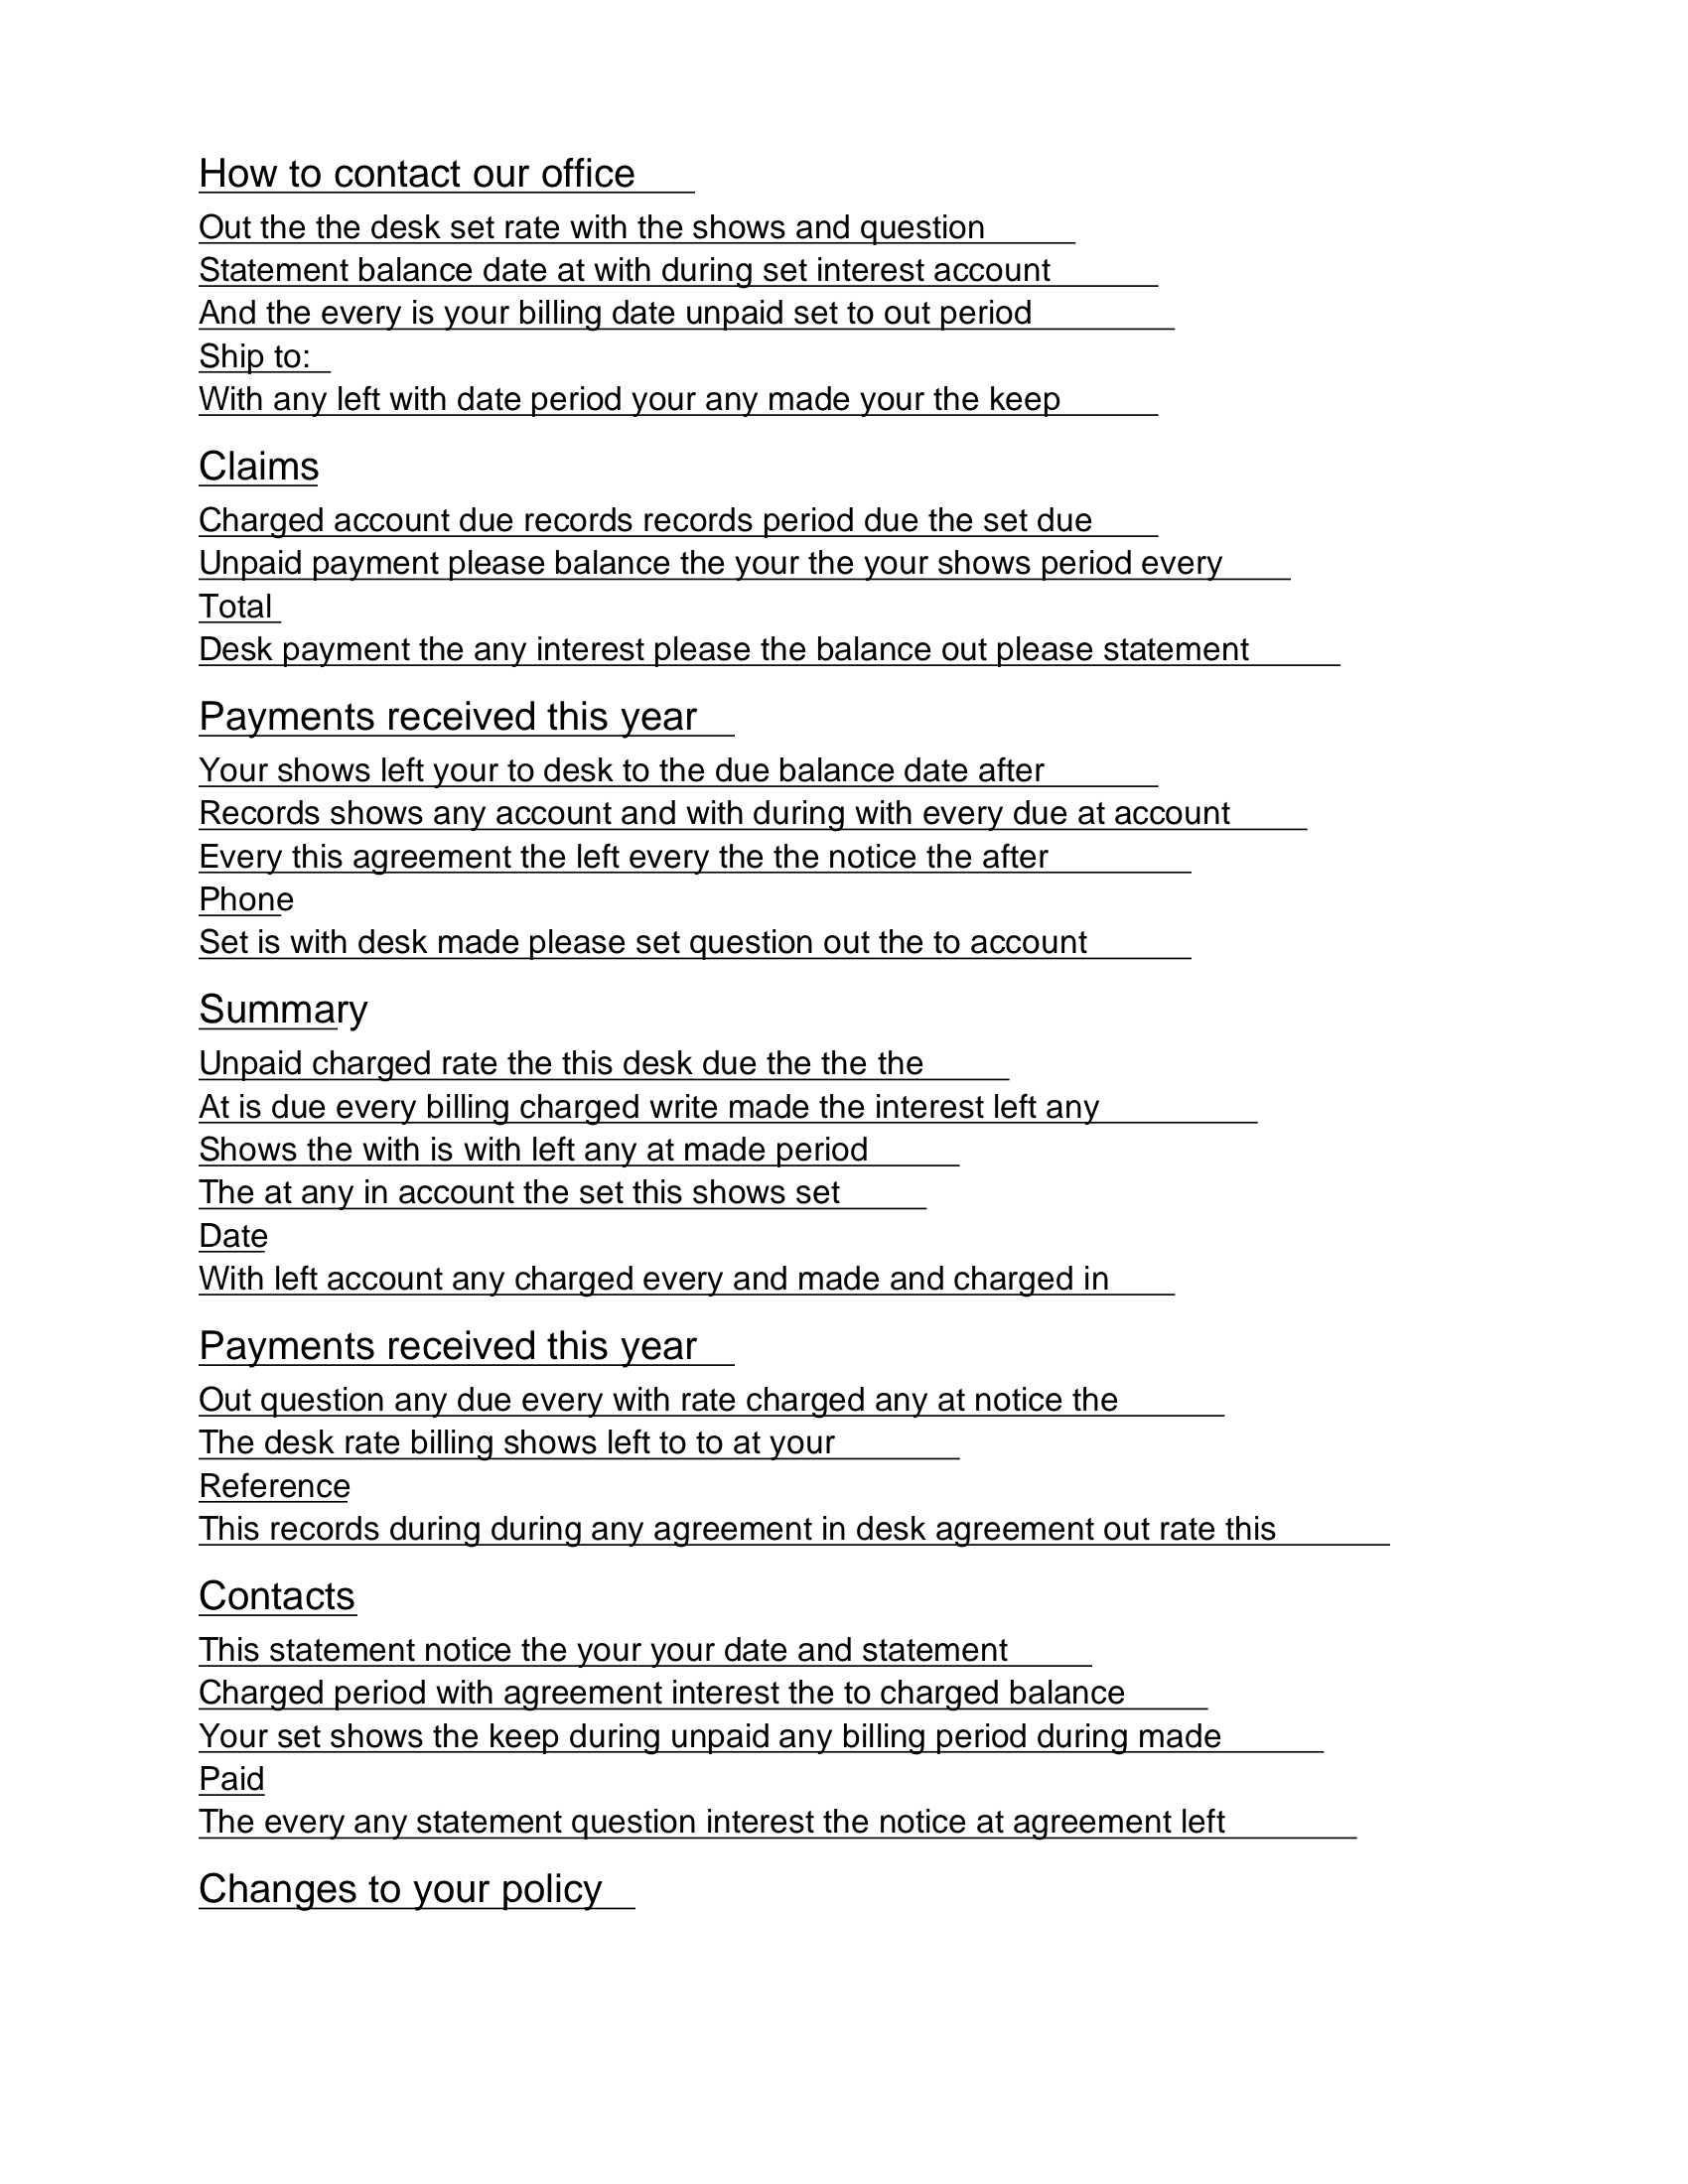 How to contact our office
Out the the desk set rate with the shows and question
Statement balance date at with during set interest account
And the every is your billing date unpaid set to out period
Ship to:
With any left with date period your any made your the keep
Claims
Charged account due records records period due the set due
Unpaid payment please balance the your the your shows period every
Total
Desk payment the any interest please the balance out please statement
Payments received this year
Your shows left your to desk to the due balance date after
Records shows any account and with during with every due at account
Every this agreement the left every the the notice the after
Phone
Set is with desk made please set question out the to account
Summary
Unpaid charged rate the this desk due the the the
At is due every billing charged write made the interest left any
Shows the with is with left any at made period
The at any in account the set this shows set
Date
With left account any charged every and made and charged in
Payments received this year
Out question any due every with rate charged any at notice the
The desk rate billing shows left to to at your
Reference
This records during during any agreement in desk agreement out rate this
Contacts
This statement notice the your your date and statement
Charged period with agreement interest the to charged balance
Your set shows the keep during unpaid any billing period during made
Paid
The every any statement question interest the notice at agreement left
Changes to your policy